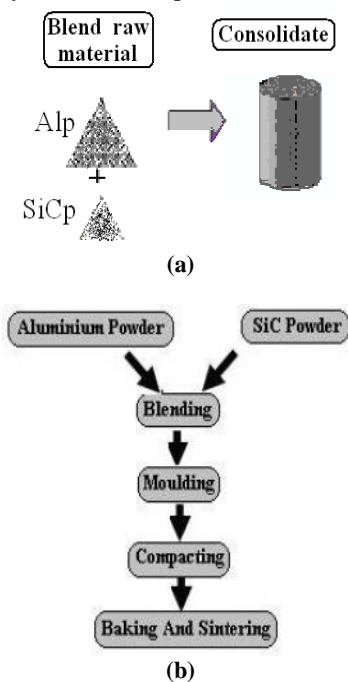 Blend raw
material
Consolidate
Alp
+
SiCp
(a)
Aluminium Powder
SiC Powder
Blending
Moulding
Compacting
Baking And Sintering
(b)